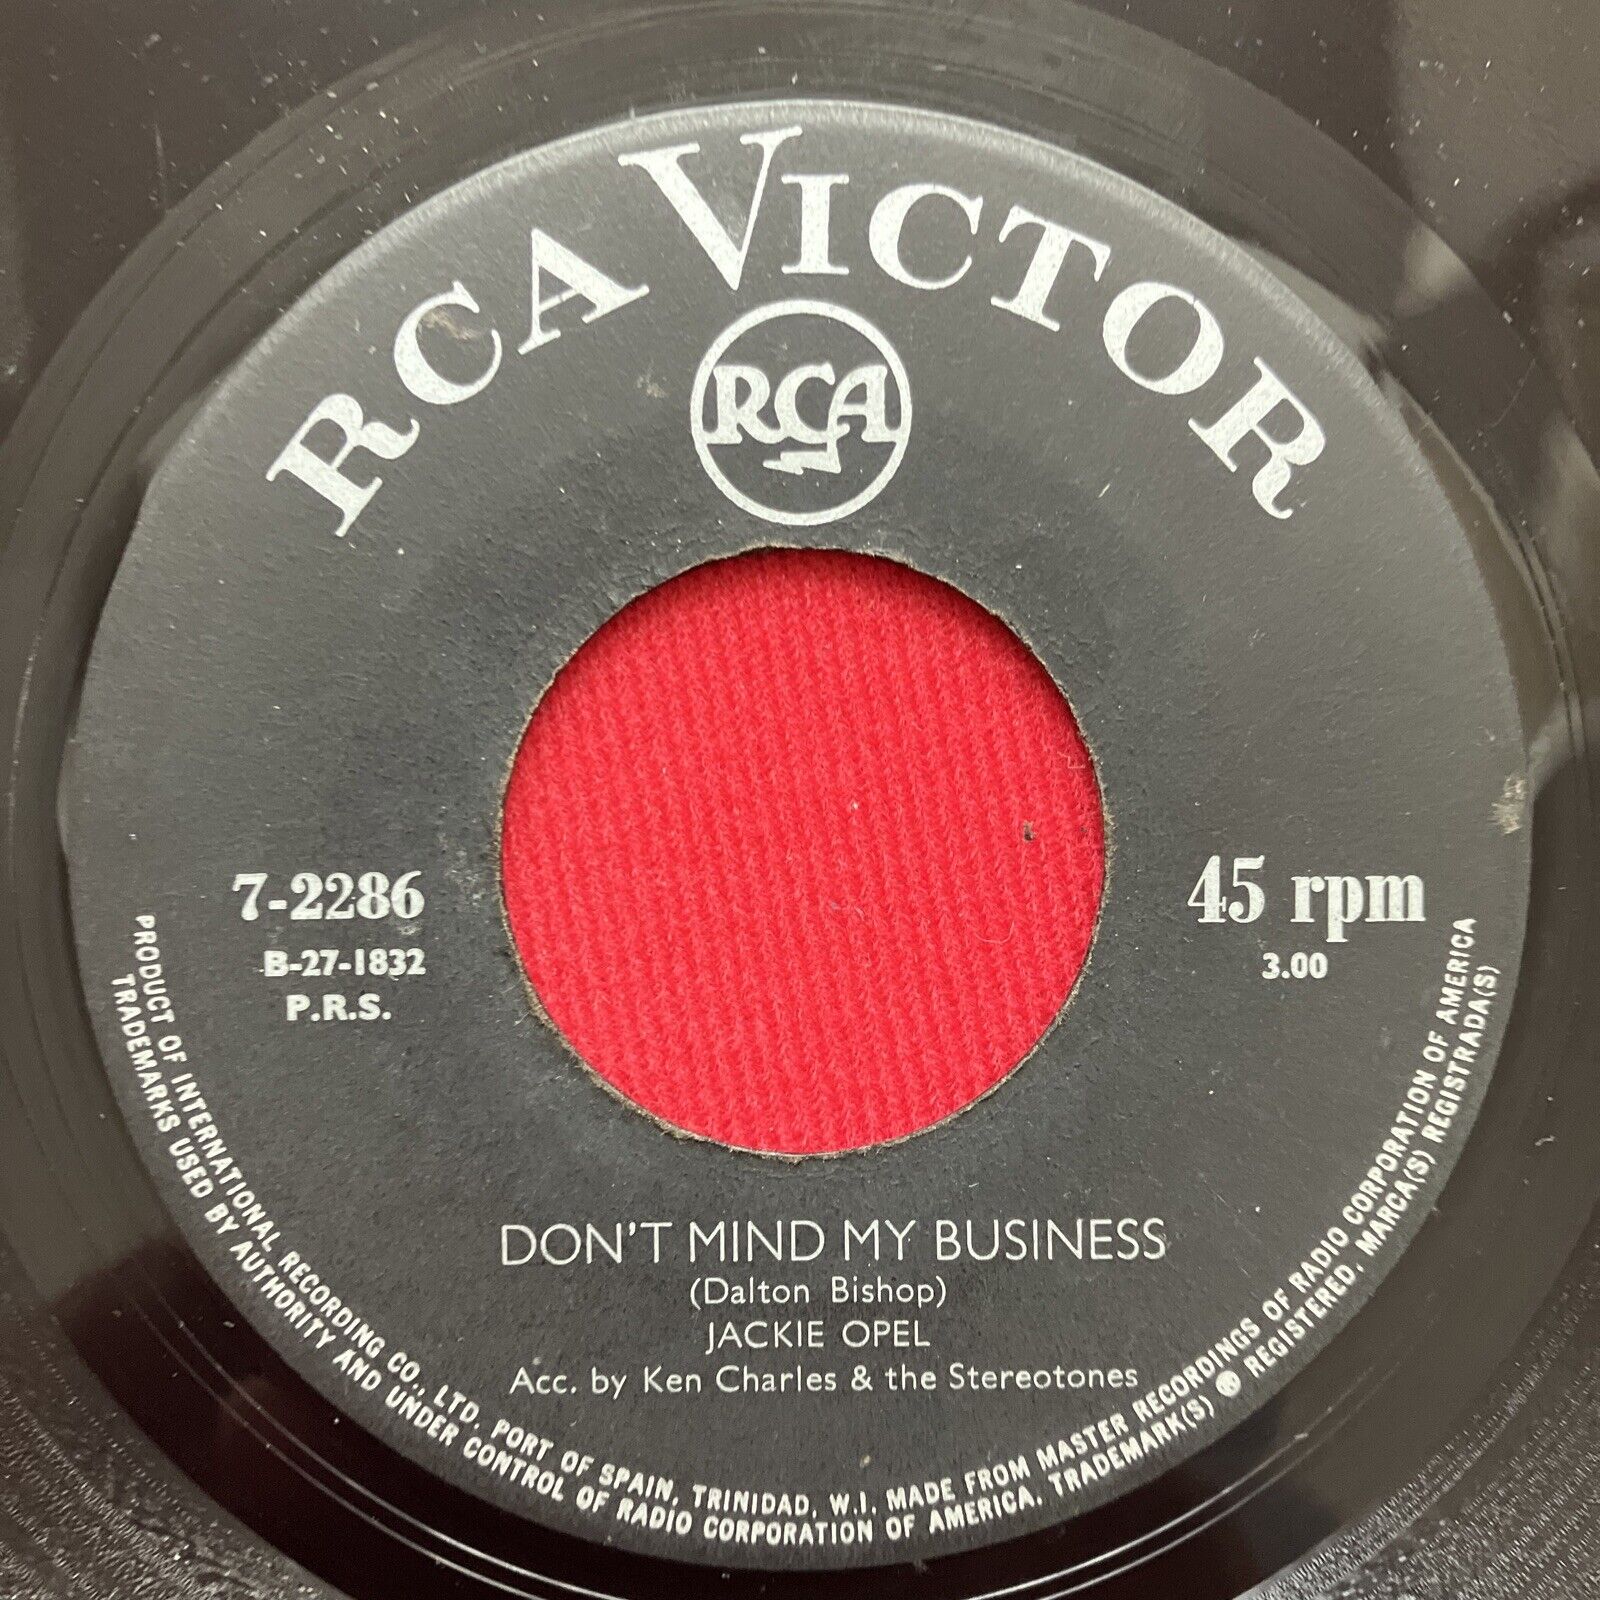 RCA VICTOR
RCA
7-2286
B-27-1832
P.R.S.
45 rpm
3.00
DON'T MIND MY BUSINESS
(Dalton Bishop)
JACKIE OPEL
Acc. by Ken Charles & the Stereotones
PRODUCT OF INTERNATIONAL RECORDING CO., LTD. PORT OF SPAIN, TRINIDAD, W.I. MADE FROM MASTER RECORDINGS OF RADIO CORPORATION OF AMERICA
TRADEMARKS USED BY AUTHORITY AND UNDER CONTROL OF RADIO CORPORATION OF AMERICA. TRADEMARK(S) ® REGISTERED. MARCA(S) REGISTRADA(S)